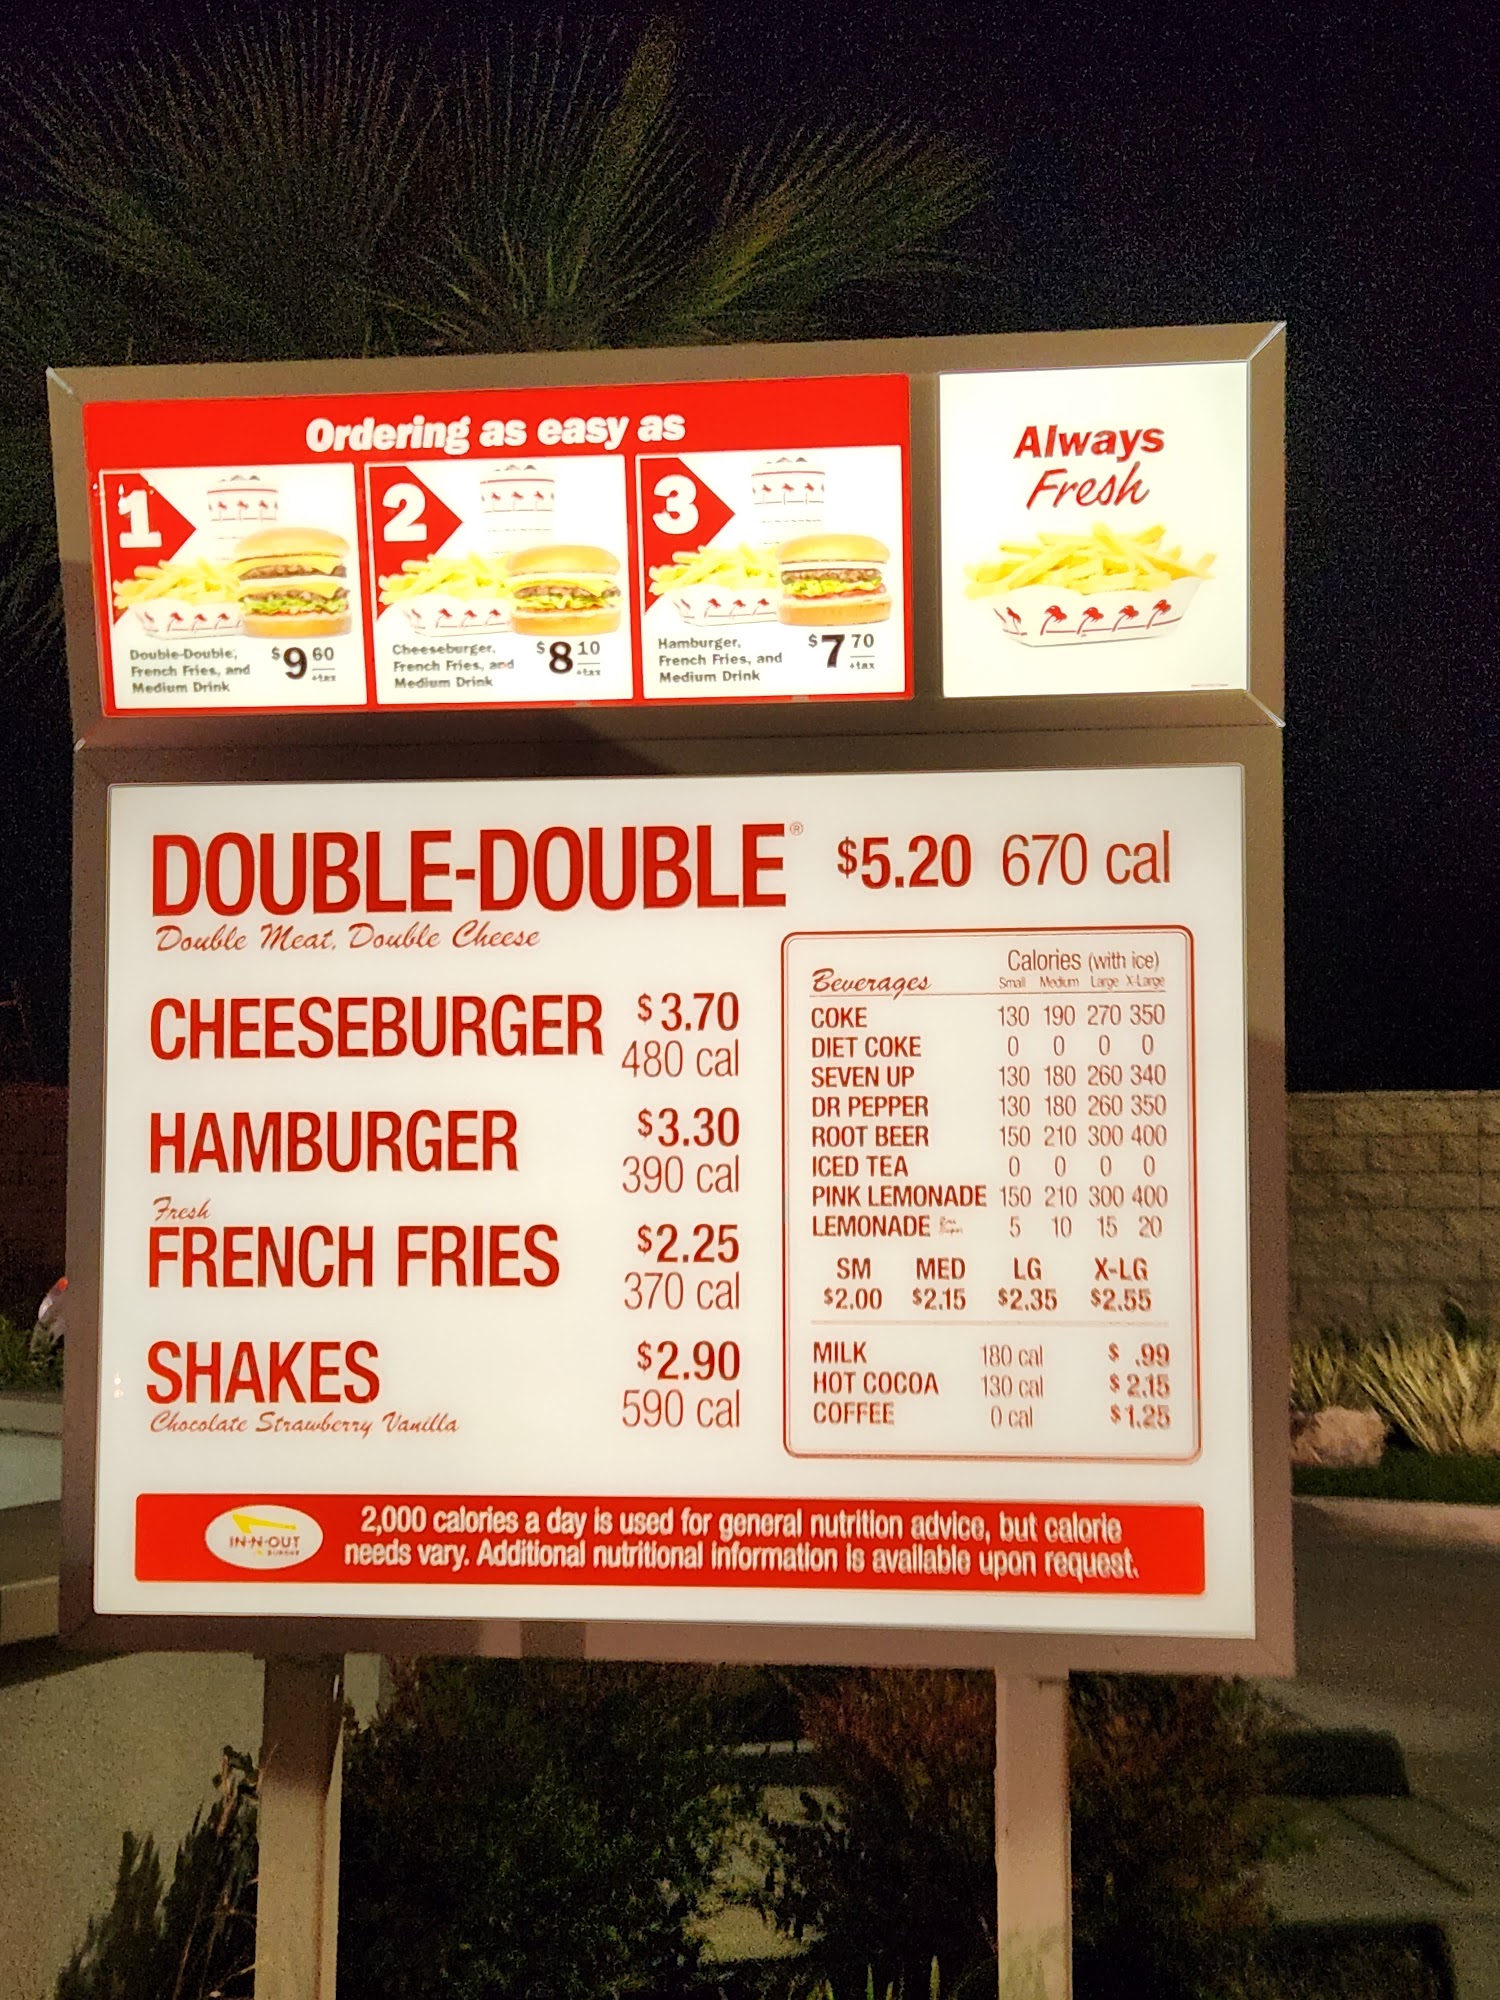 Ordering as easy as
1
Double-Double,
French Fries, and
Medium Drink
$9 60
+tax
2
Cheeseburger,
French Fries, and
Medium Drink
$8 10
+tax
3
Hamburger,
French Fries, and
Medium Drink
$7 70
+tax
Always
Fresh
DOUBLE-DOUBLE® $5.20 670 cal
Double Meat, Double Cheese
CHEESEBURGER $3.70
480 cal
HAMBURGER $3.30
390 cal
Fresh
FRENCH FRIES $2.25
370 cal
SHAKES $2.90
Chocolate Strawberry Vanilla 590 cal
Calories (with ice)
Beverages Small Medium Large X-Large
COKE 130 190 270 350
DIET COKE 0 0 0 0
SEVEN UP 130 180 260 340
DR PEPPER 130 180 260 350
ROOT BEER 150 210 300 400
ICED TEA 0 0 0 0
PINK LEMONADE 150 210 300 400
LEMONADE 5 10 15 20
SM MED LG X-LG
$2.00 $2.15 $2.35 $2.55
MILK 180 cal $ .99
HOT COCOA 130 cal $2.15
COFFEE 0 cal $1.25
IN-N-OUT
BURGER
2,000 calories a day is used for general nutrition advice, but calorie
needs vary. Additional nutritional information is available upon request.